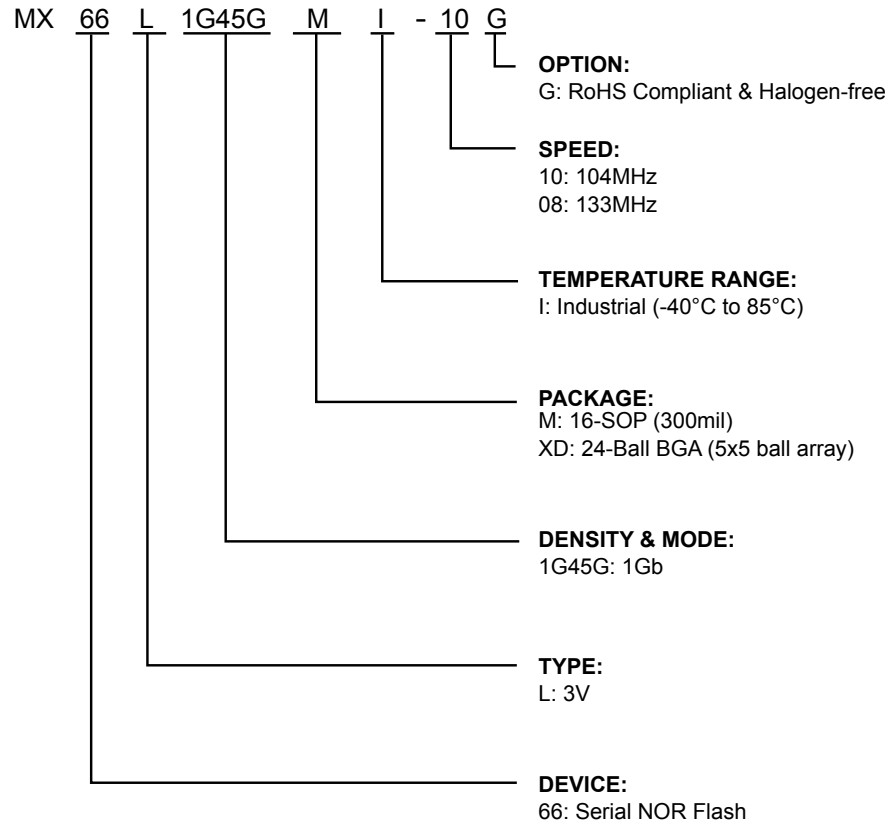 MX 66 L 1G45G M I - 10 G
OPTION:
G: RoHS Compliant & Halogen-free
SPEED:
10: 104MHz
08: 133MHz
TEMPERATURE RANGE:
I: Industrial (-40°C to 85°C)
PACKAGE:
M: 16-SOP (300mil)
XD: 24-Ball BGA (5x5 ball array)
DENSITY & MODE:
1G45G: 1Gb
TYPE:
L: 3V
DEVICE:
66: Serial NOR Flash